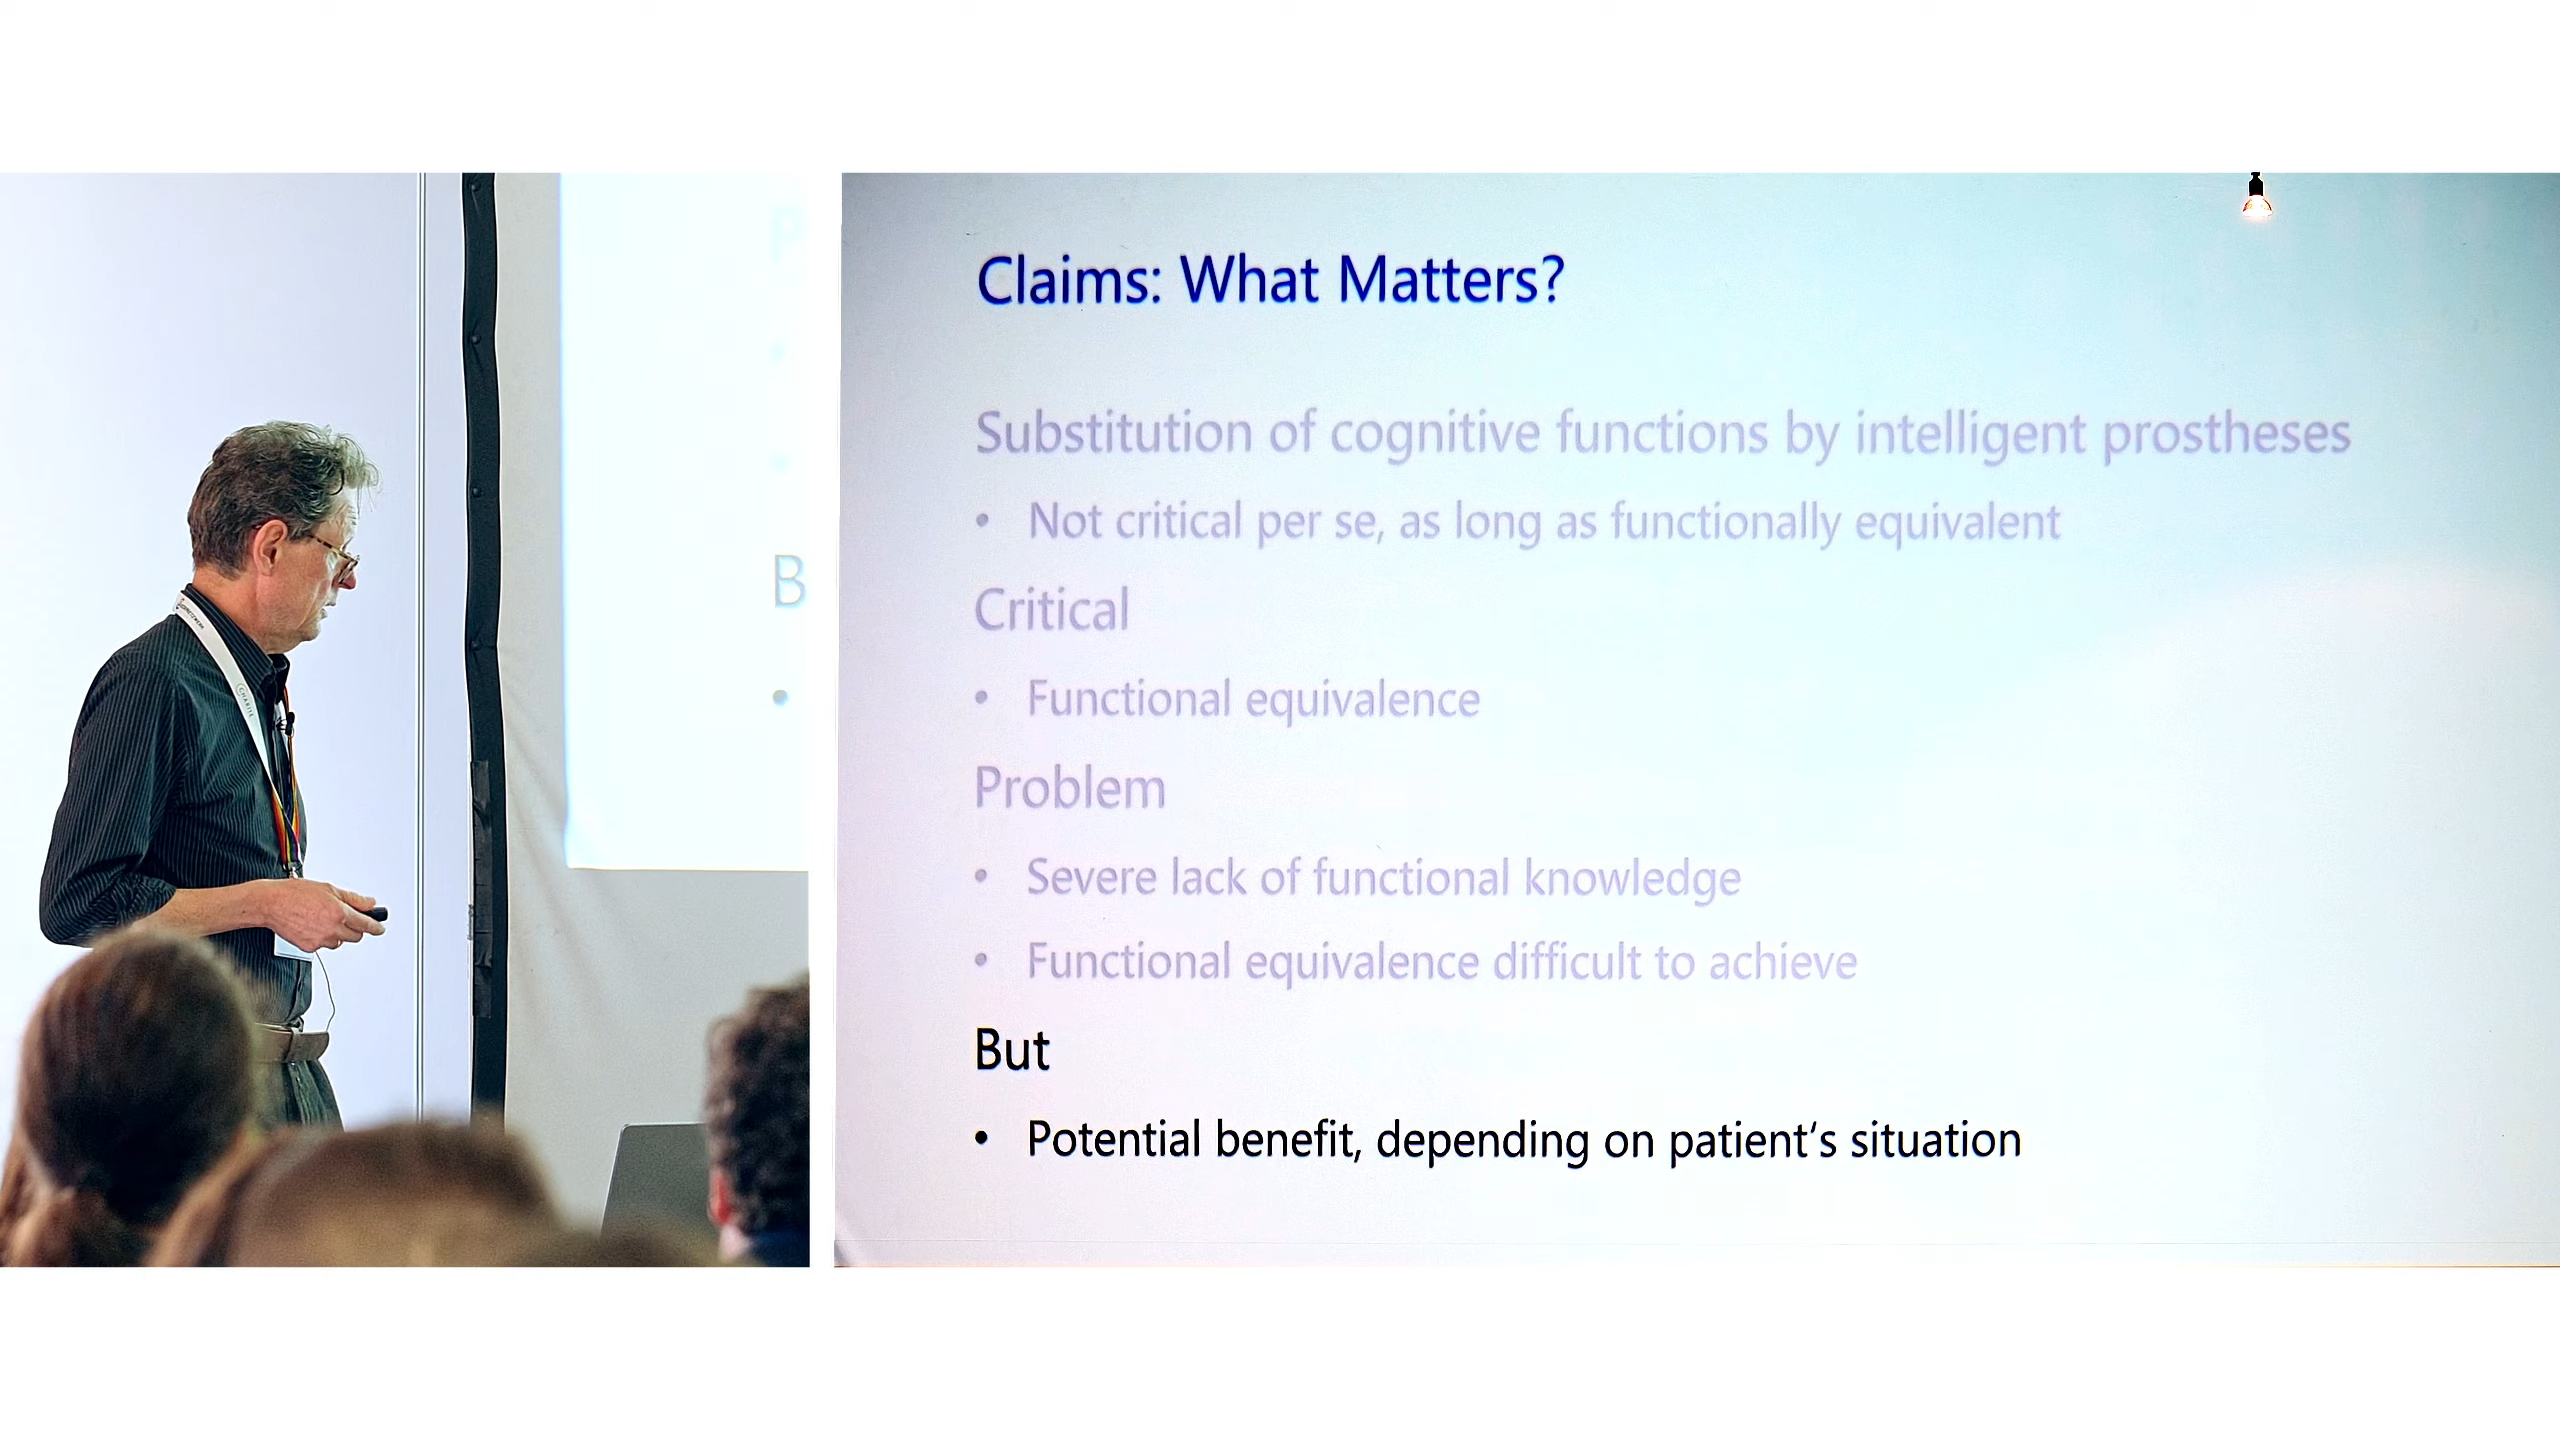 P
B
CHARITÉ
Claims: What Matters?
Substitution of cognitive functions by intelligent prostheses
• Not critical per se, as long as functionally equivalent
Critical
• Functional equivalence
Problem
• Severe lack of functional knowledge
• Functional equivalence difficult to achieve
But
• Potential benefit, depending on patient‘s situation